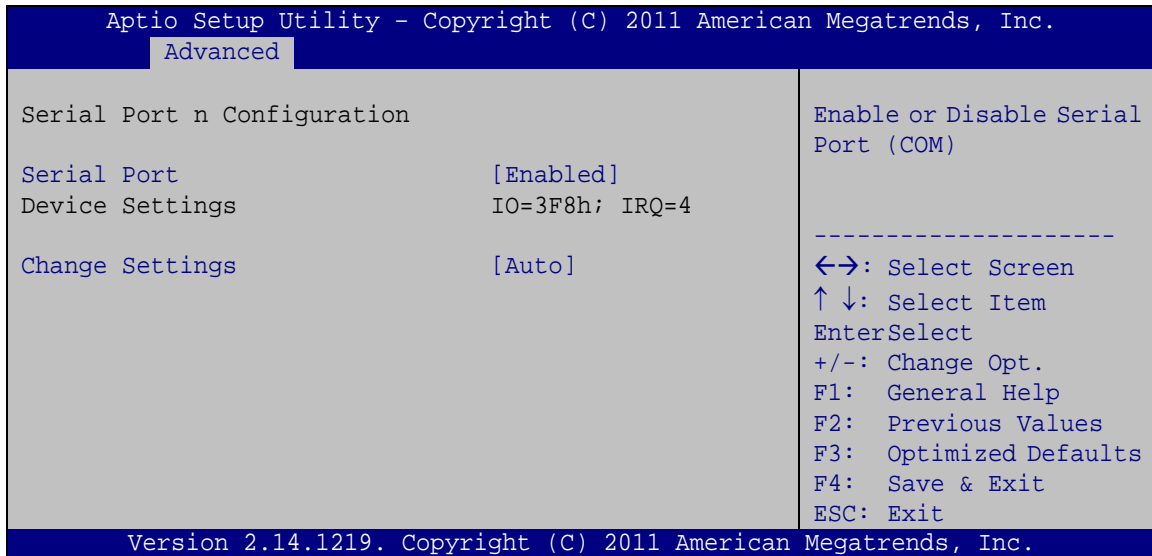 Aptio Setup Utility – Copyright (C) 2011 American Megatrends, Inc.
Advanced
Serial Port n Configuration
Serial Port [Enabled]
Device Settings IO=3F8h; IRQ=4
Change Settings [Auto]
Enable or Disable Serial
Port (COM)
---------------------
←→: Select Screen
↑ ↓: Select Item
EnterSelect
+/-: Change Opt.
F1: General Help
F2: Previous Values
F3: Optimized Defaults
F4: Save & Exit
ESC: Exit
Version 2.14.1219. Copyright (C) 2011 American Megatrends, Inc.